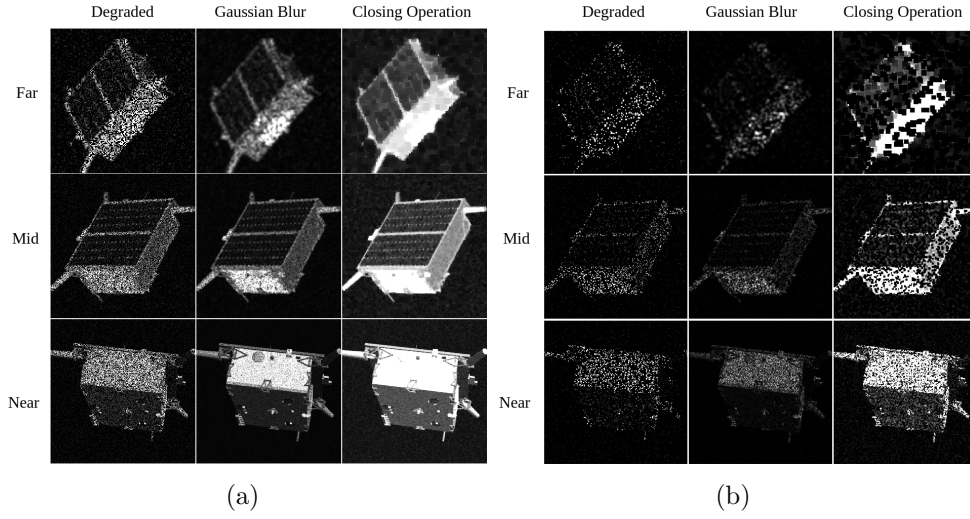 Degraded Gaussian Blur Closing Operation Degraded Gaussian Blur Closing Operation
Far Far
Mid Mid
Near Near
(a) (b)